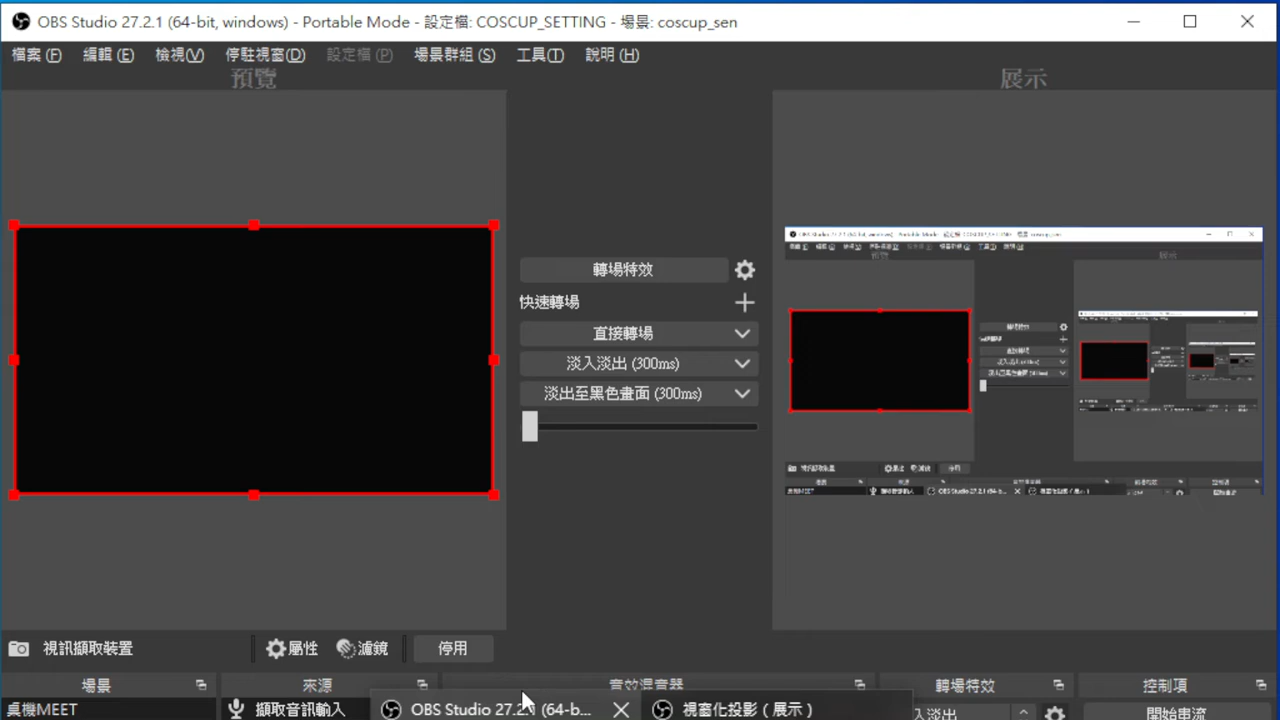 OBS Studio 27.2.1 (64-bit, windows) - Portable Mode - 設定檔: COSCUP_SETTING - 場景: coscup_sen
檔案 (F) 編輯 (E) 檢視(V) 停駐視窗(D) 設定檔 (P) 場景群組 (S) 工具(T) 說明 (H)
預覽 展示
轉場特效
快速轉場
直接轉場
淡入淡出 (300ms)
淡出至黑色畫面 (300ms)
視訊擷取裝置 屬性 濾鏡 停用
場景 來源 音效混音器 轉場特效 控制項
桌機MEET 擷取音訊輸入 OBS Studio 27.2.1 (64-b... 視窗化投影 ( 展示 ) 入淡出 開始串流